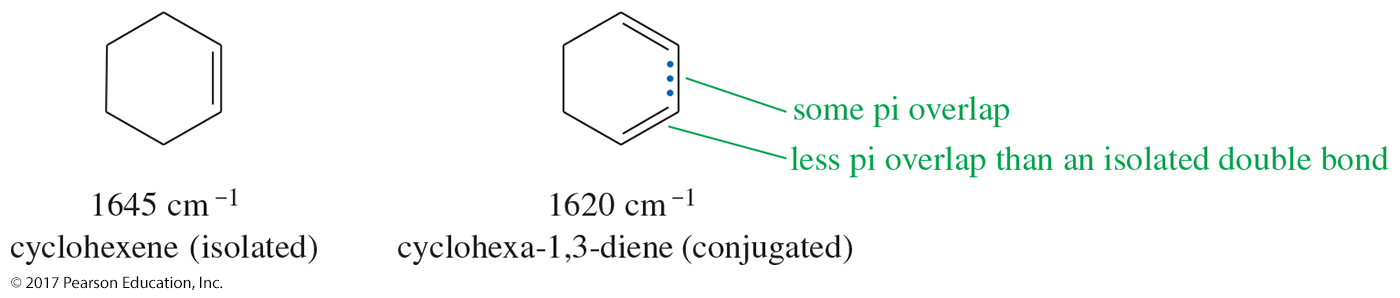 some pi overlap
less pi overlap than an isolated double bond
1645 cm⁻¹
1620 cm⁻¹
cyclohexene (isolated)
cyclohexa-1,3-diene (conjugated)
© 2017 Pearson Education, Inc.